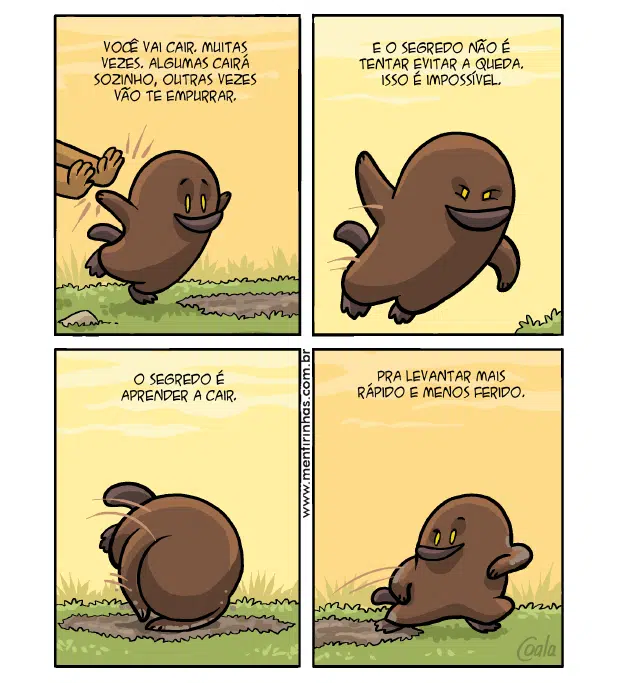 VOCÊ VAI CAIR. MUITAS
VEZES. ALGUMAS CAIRÁ
SOZINHO, OUTRAS VEZES
VÃO TE EMPURRAR.
E O SEGREDO NÃO É
TENTAR EVITAR A QUEDA.
ISSO É IMPOSSÍVEL.
O SEGREDO É
APRENDER A CAIR.
PRA LEVANTAR MAIS
RÁPIDO E MENOS FERIDO.
www.mentirinhas.com.br
Coala